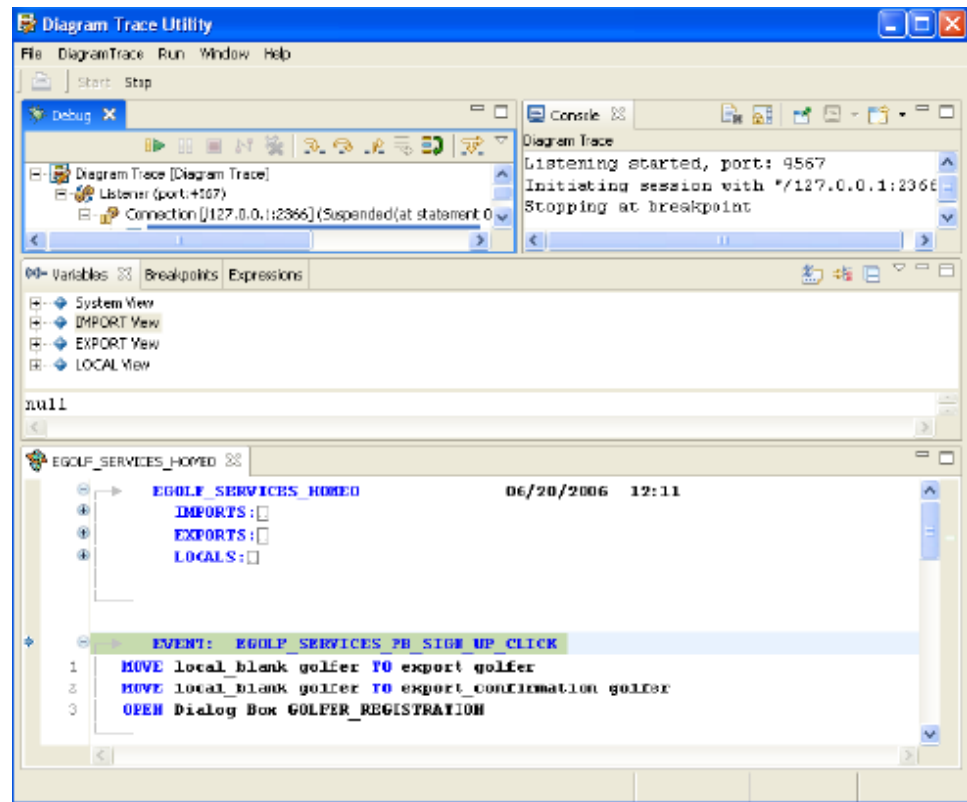 Diagram Trace Utility
File DiagramTrace Run Window Help
Start Stop
Debug
Console
Diagram Trace [Diagram Trace]
Listener (port:4567)
Connection [/127.0.0.1:2366] (Suspended(at statement 0
Diagram Trace
Listening started, port: 4567
Initiating session with "/127.0.0.1:2366
Stopping at breakpoint
(x)= Variables Breakpoints Expressions
System View
IMPORT View
EXPORT View
LOCAL View
null
EGOLF_SERVICES_HOMEO
EGOLF_SERVICES_HOMEO 06/20/2006 12:11
IMPORTS:
EXPORTS:
LOCALS:
EVENT: EGOLF_SERVICES_PB_SIGN_UP_CLICK
1 MOVE local_blank golfer TO export golfer
2 MOVE local_blank golfer TO export_confirmation golfer
3 OPEN Dialog Box GOLFER_REGISTRATION